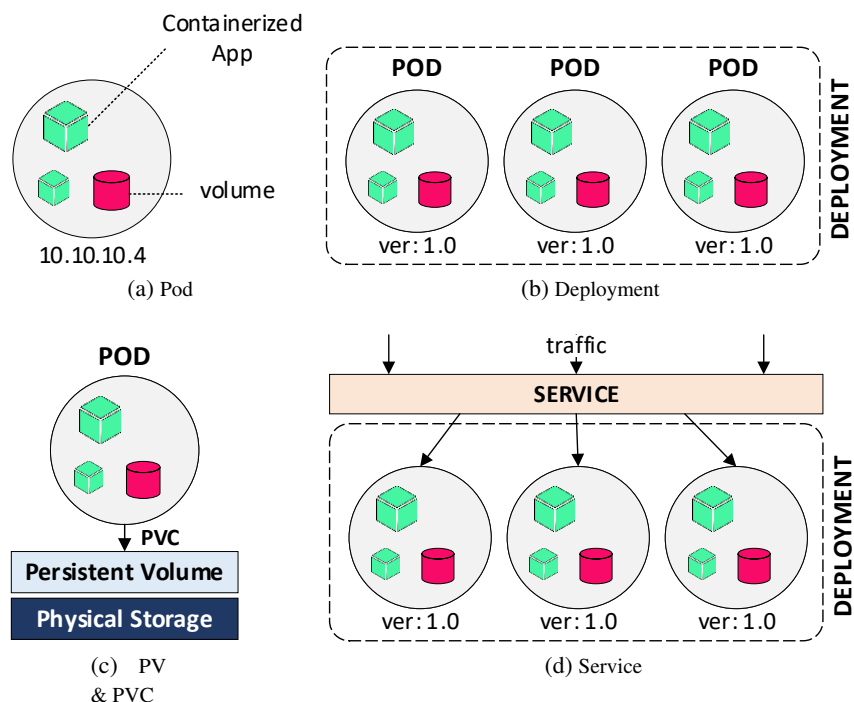 Containerized
App
volume
10.10.10.4
(a) Pod
POD POD POD
ver: 1.0 ver: 1.0 ver: 1.0
DEPLOYMENT
(b) Deployment
POD
PVC
Persistent Volume
Physical Storage
(c) PV
& PVC
traffic
SERVICE
ver: 1.0 ver: 1.0 ver: 1.0
DEPLOYMENT
(d) Service